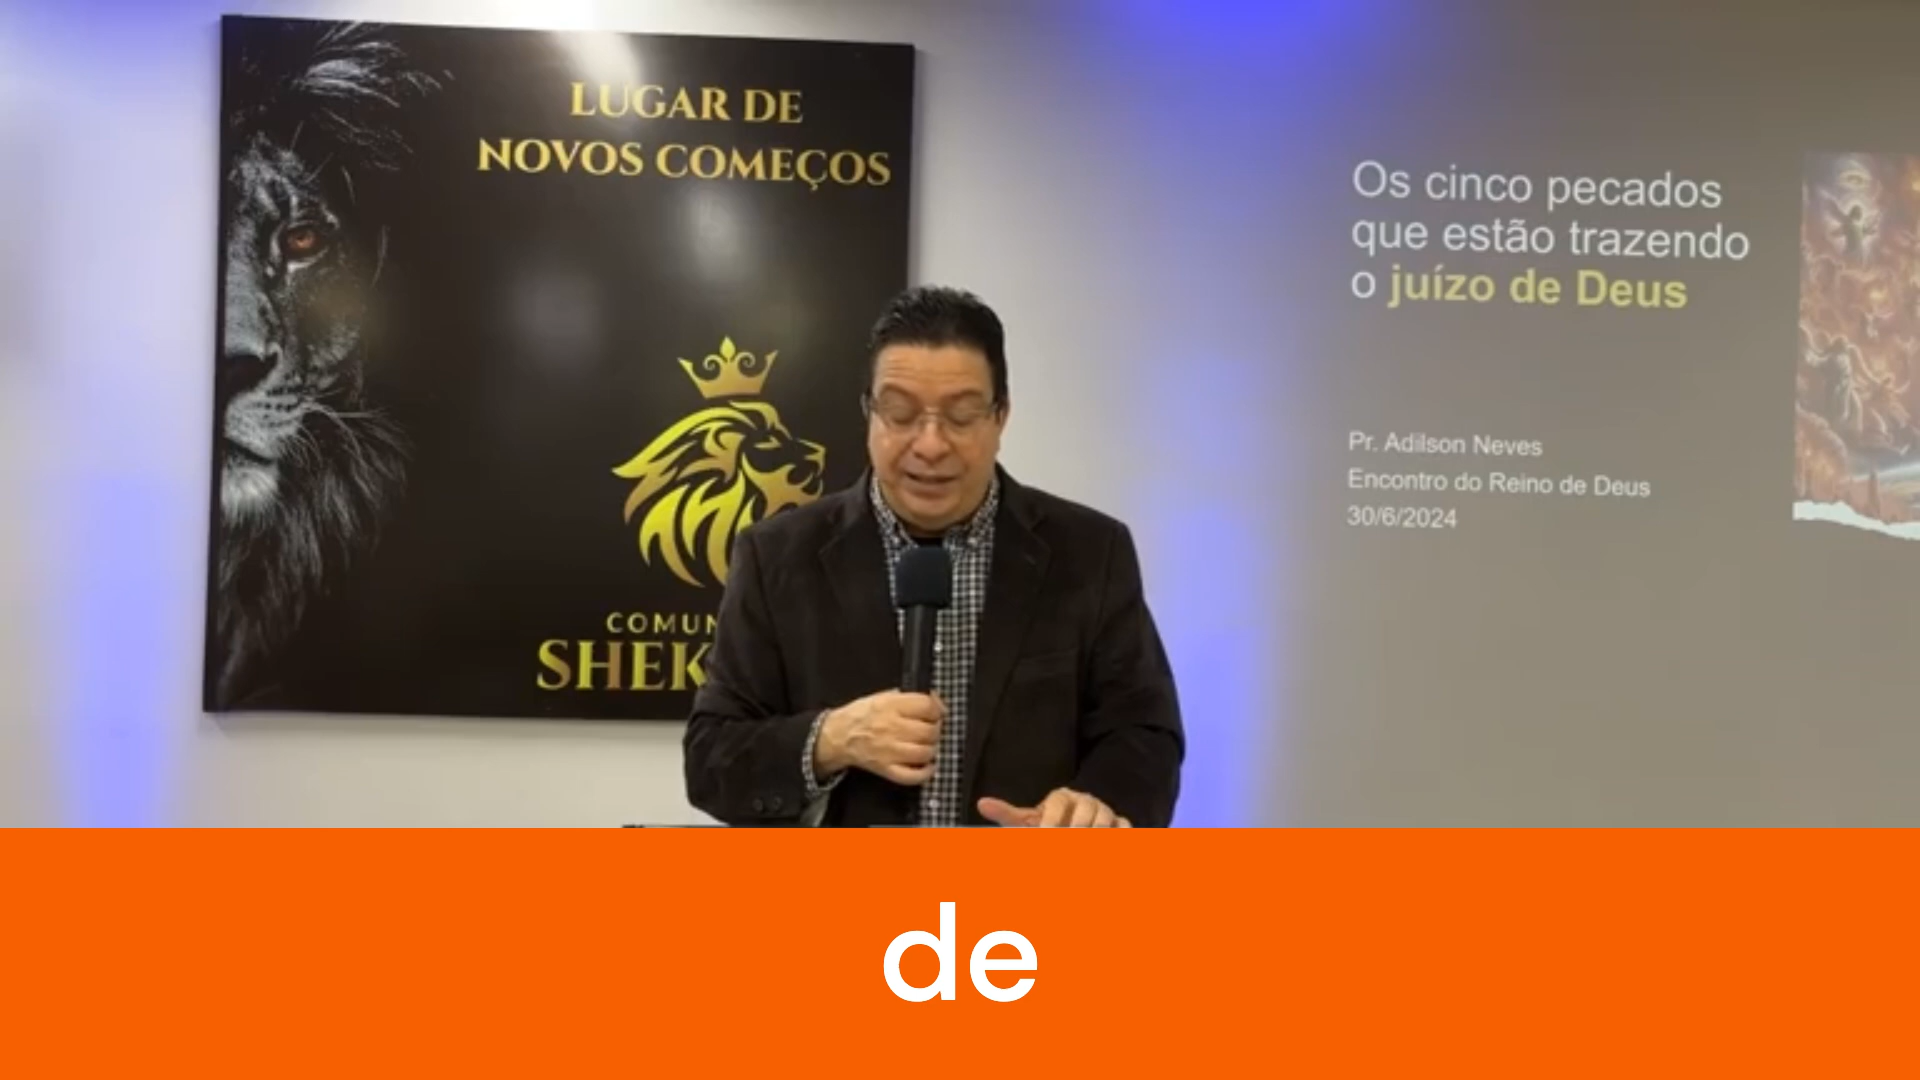 LUGAR DE
NOVOS COMEÇOS
Os cinco pecados
que estão trazendo
o juízo de Deus
Pr. Adilson Neves
Encontro do Reino de Deus
30/6/2024
de